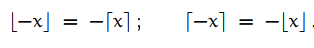 ⌊−x⌋ = −⌈x⌉ ; ⌈−x⌉ = −⌊x⌋ .